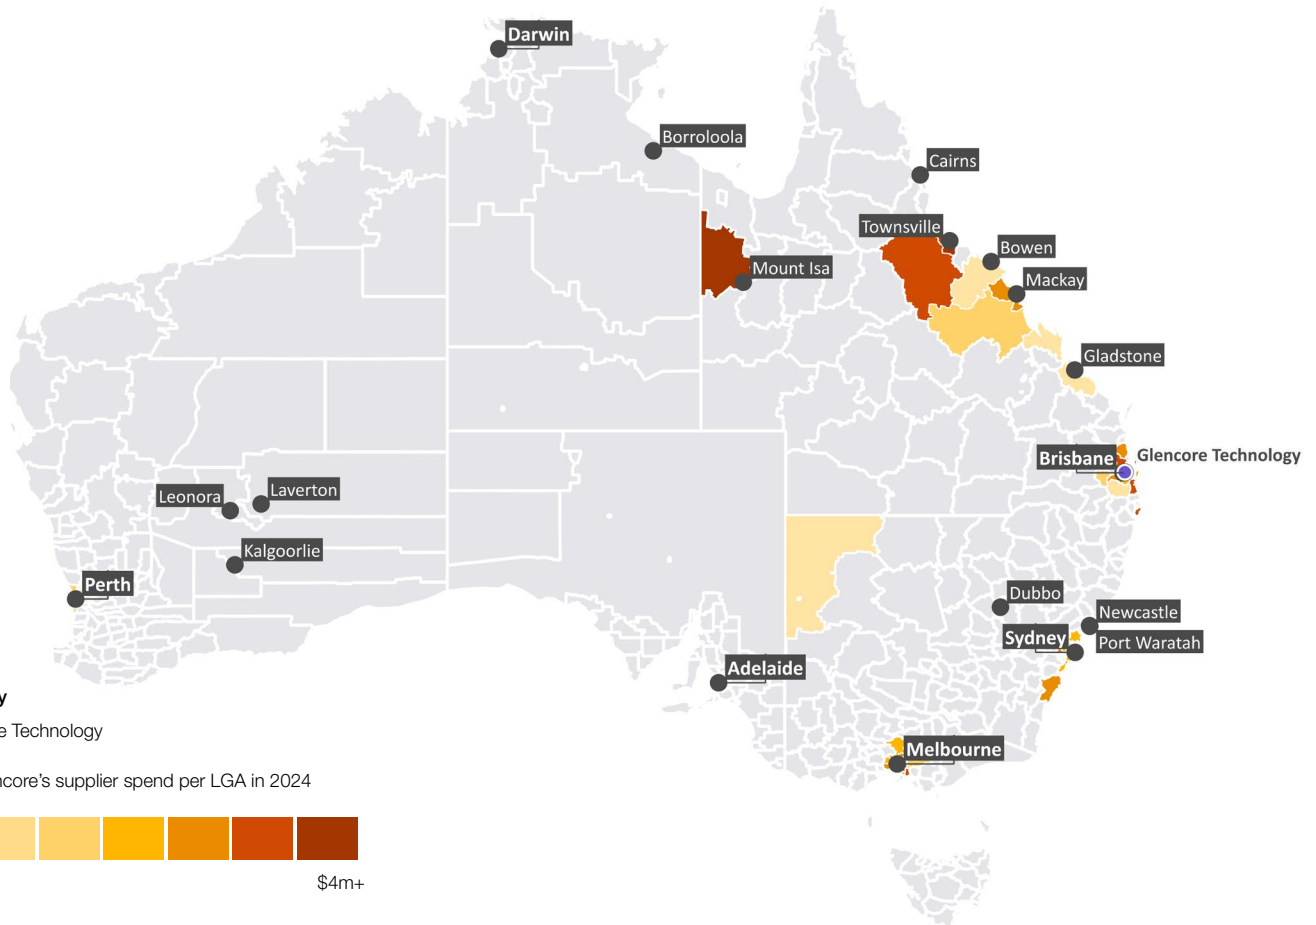 Darwin
Borroloola
Cairns
Townsville
Bowen
Mount Isa
Mackay
Gladstone
Brisbane
Glencore Technology
Leonora
Laverton
Kalgoorlie
Perth
Dubbo
Newcastle
Sydney
Port Waratah
Adelaide
Melbourne
y
e Technology
ncore's supplier spend per LGA in 2024
$4m+